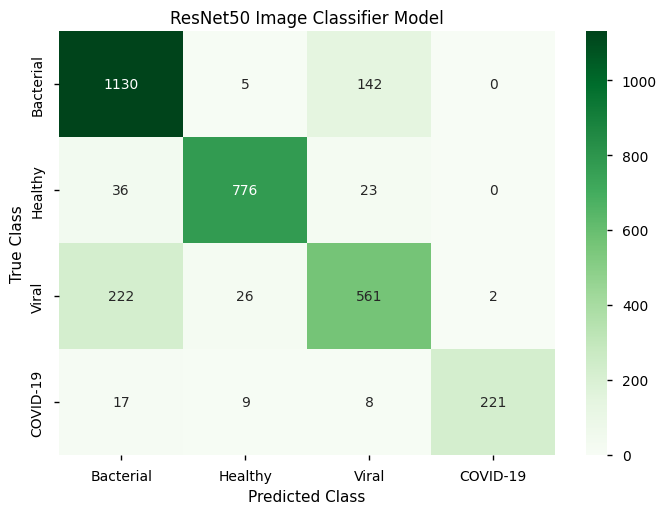 ResNet50 Image Classifier Model
True Class
Bacterial
1130 5 142 0
Healthy
36 776 23 0
Viral
222 26 561 2
COVID-19
17 9 8 221
Bacterial Healthy Viral COVID-19
Predicted Class
1000
800
600
400
200
0